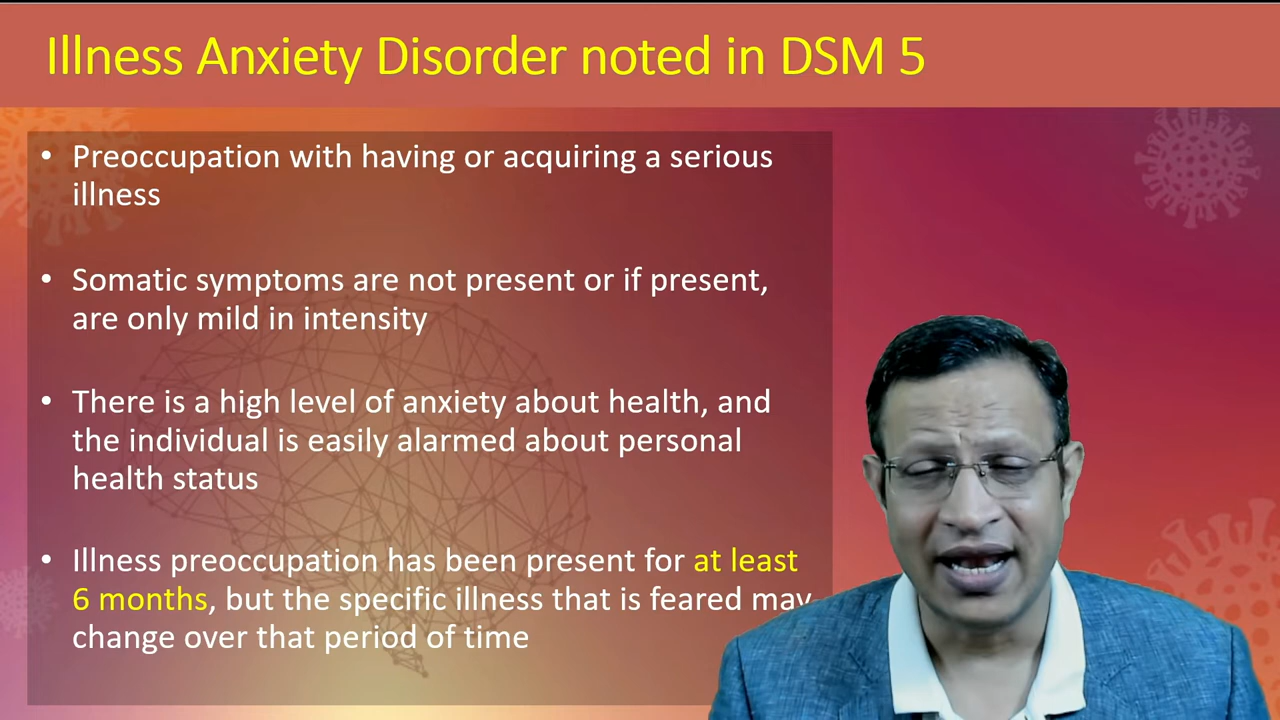 Illness Anxiety Disorder noted in DSM 5
• Preoccupation with having or acquiring a serious
illness
• Somatic symptoms are not present or if present,
are only mild in intensity
• There is a high level of anxiety about health, and
the individual is easily alarmed about personal
health status
• Illness preoccupation has been present for at least
6 months, but the specific illness that is feared may
change over that period of time